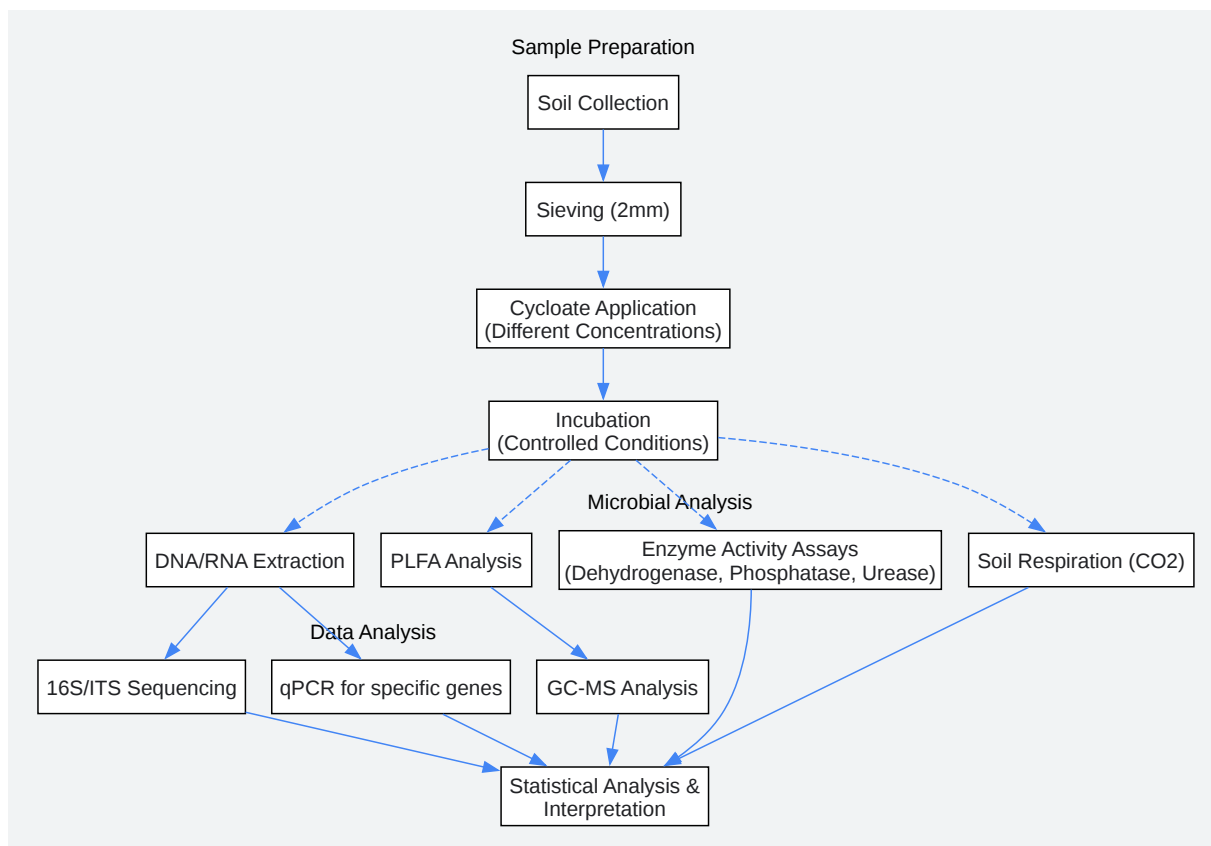 Sample Preparation
Soil Collection
Sieving (2mm)
Cycloate Application
(Different Concentrations)
Incubation
(Controlled Conditions)
Microbial Analysis
DNA/RNA Extraction
PLFA Analysis
Enzyme Activity Assays
(Dehydrogenase, Phosphatase, Urease)
Soil Respiration (CO2)
Data Analysis
16S/ITS Sequencing
qPCR for specific genes
GC-MS Analysis
Statistical Analysis &
Interpretation